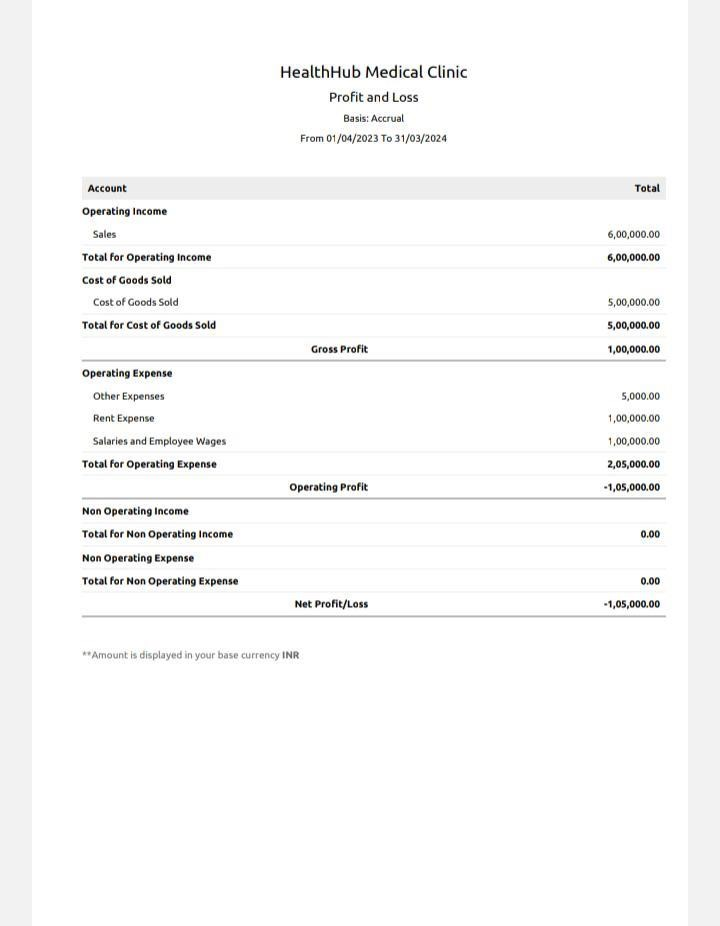 HealthHub Medical Clinic
Profit and Loss
Basis: Accrual
From 01/04/2023 To 31/03/2024
Account Total
Operating Income
Sales 6,00,000.00
Total for Operating Income 6,00,000.00
Cost of Goods Sold
Cost of Goods Sold 5,00,000.00
Total for Cost of Goods Sold 5,00,000.00
Gross Profit 1,00,000.00
Operating Expense
Other Expenses 5,000.00
Rent Expense 1,00,000.00
Salaries and Employee Wages 1,00,000.00
Total for Operating Expense 2,05,000.00
Operating Profit -1,05,000.00
Non Operating Income
Total for Non Operating Income 0.00
Non Operating Expense
Total for Non Operating Expense 0.00
Net Profit/Loss -1,05,000.00
**Amount is displayed in your base currency INR